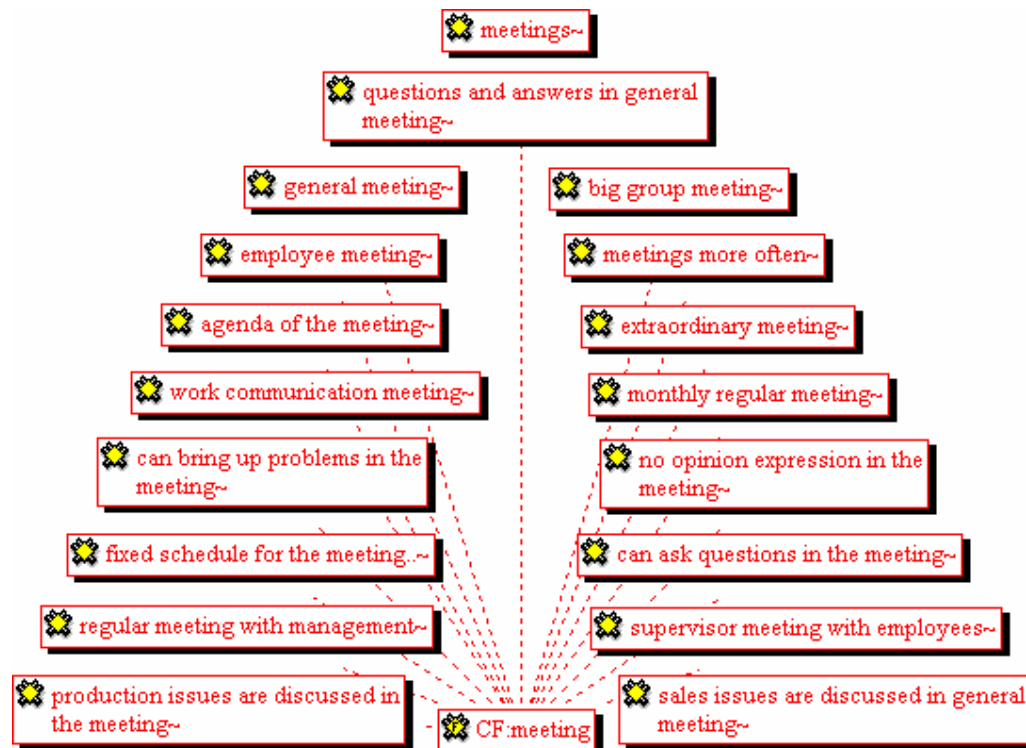 meetings~
questions and answers in general
meeting~
general meeting~
big group meeting~
employee meeting~
meetings more often~
agenda of the meeting~
extraordinary meeting~
work communication meeting~
monthly regular meeting~
can bring up problems in the
meeting~
no opinion expression in the
meeting~
fixed schedule for the meeting..~
can ask questions in the meeting~
regular meeting with management~
supervisor meeting with employees~
production issues are discussed in
the meeting~
sales issues are discussed in general
meeting~
F CF:meeting